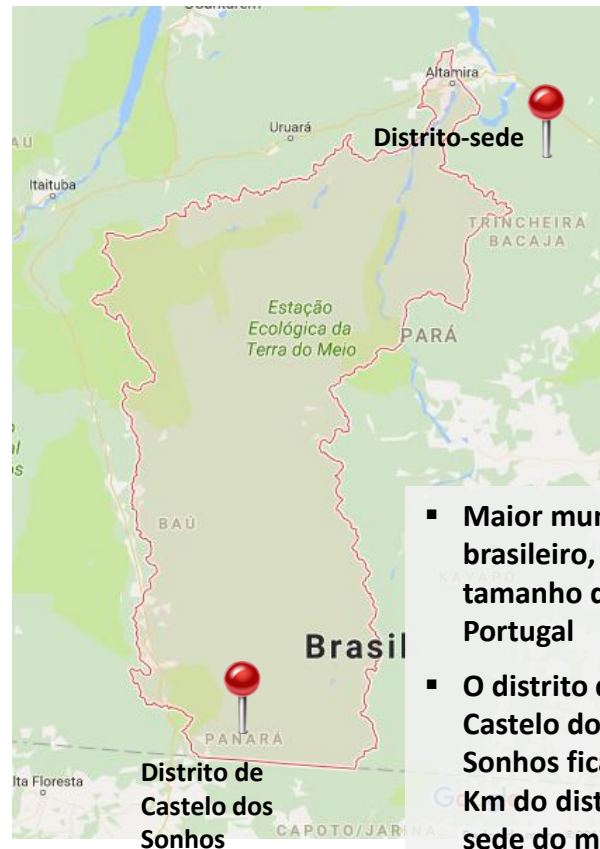 Altamira
Uruará
Distrito-sede
Itaituba
TRINCHEIRA
BACAJA
Estação
Ecológica da
Terra do Meio
PARÁ
BAÚ
▪ Maior mun
brasileiro,
tamanho d
Portugal
KAYAPÓ
Brasil
▪ O distrito d
Castelo do
Sonhos fica
Km do dist
sede do m
PANARÁ
lta Floresta
Distrito de
Castelo dos
Sonhos
CAPOTO/JARINA